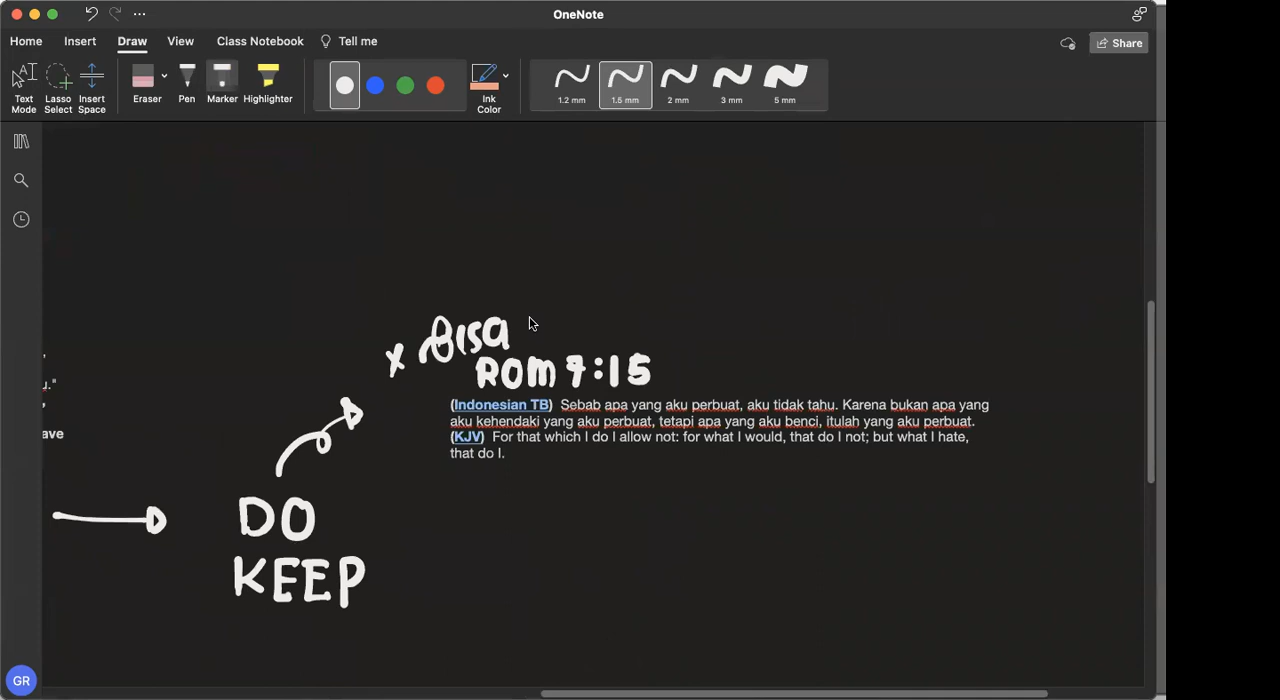 OneNote
Home Insert Draw View Class Notebook Tell me
Share
Text Mode
Lasso Select
Insert Space
Eraser
Pen
Marker
Highlighter
Ink Color
1.2 mm
1.5 mm
2 mm
3 mm
5 mm
u."
ave
x Bisa
ROM 7:15
(Indonesian TB) Sebab apa yang aku perbuat, aku tidak tahu. Karena bukan apa yang
aku kehendaki yang aku perbuat, tetapi apa yang aku benci, itulah yang aku perbuat.
(KJV) For that which I do I allow not: for what I would, that do I not; but what I hate,
that do I.
DO
KEEP
GR